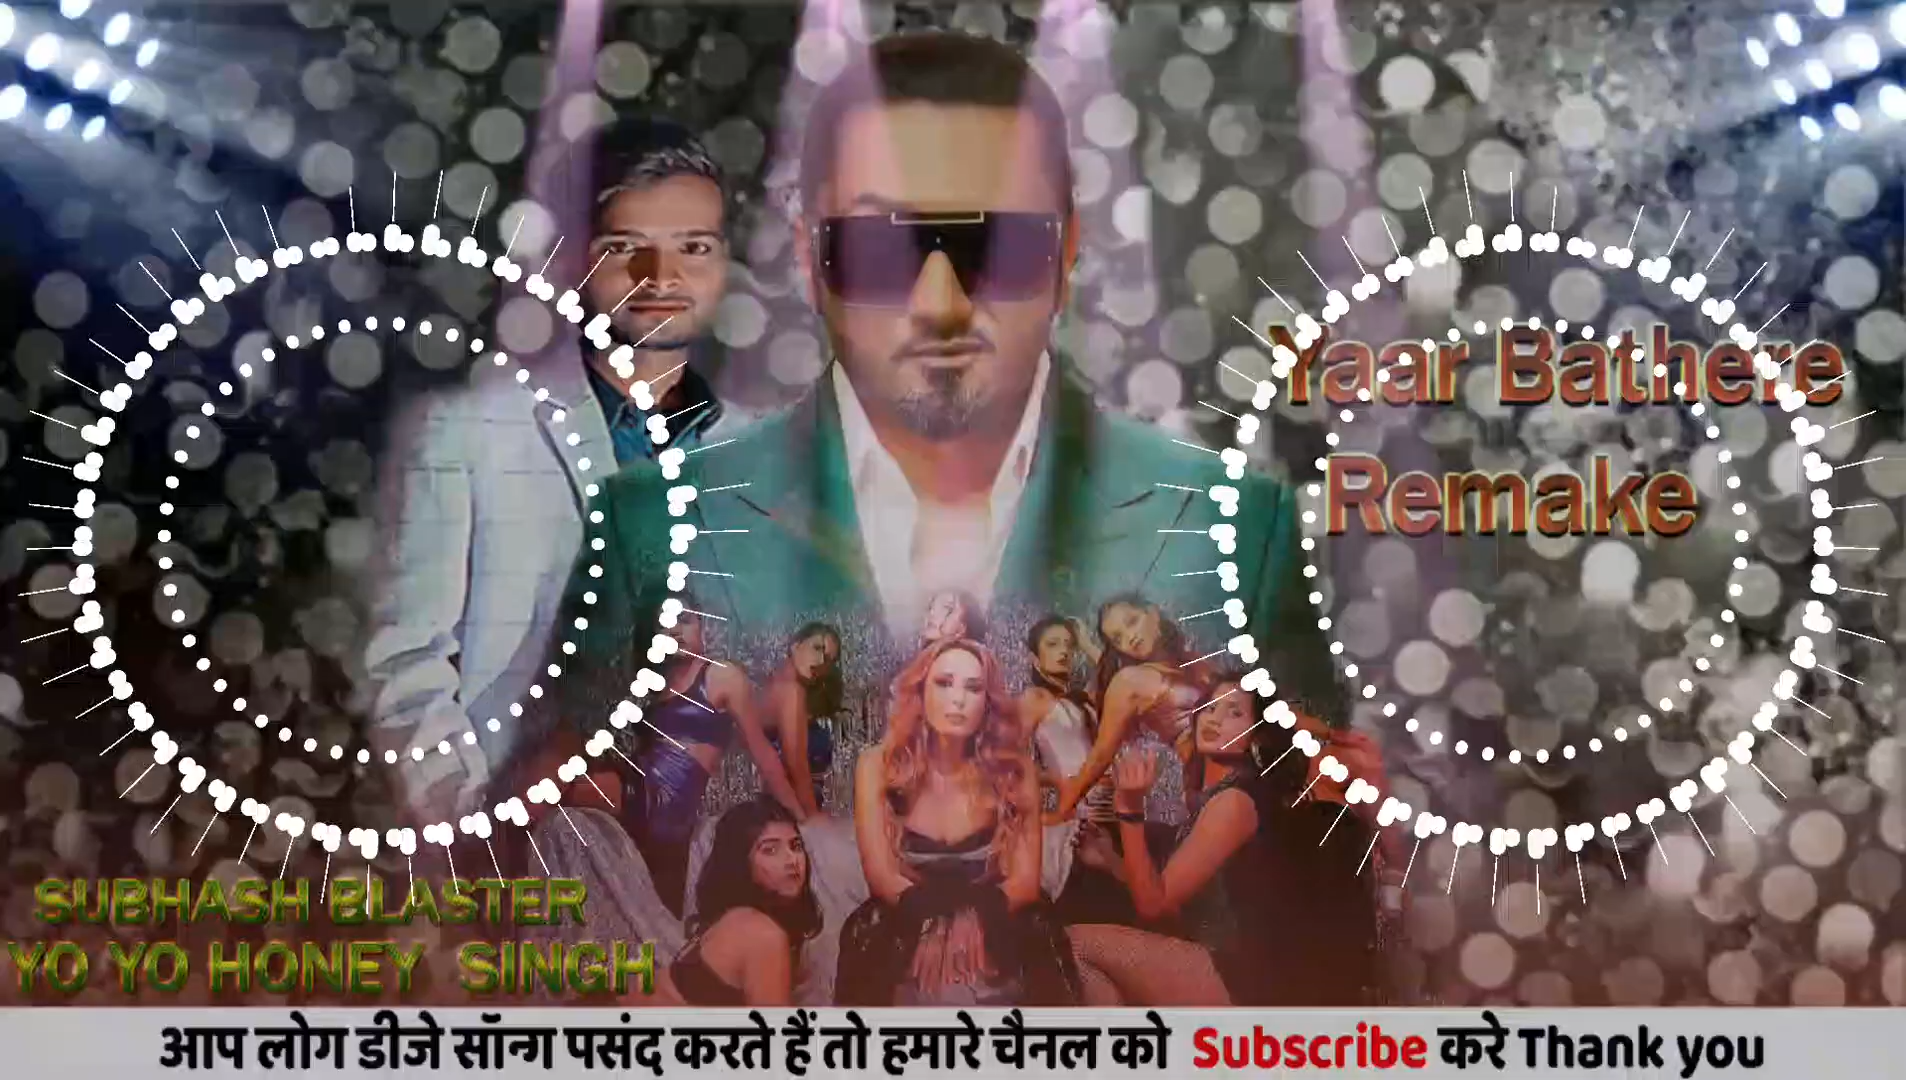 Yaar Bathere
Remake
SUBHASH BLASTER
YO YO HONEY SINGH
आप लोग डीजे सॉन्ग पसंद करते हैं तो हमारे चैनल को Subscribe करे Thank you